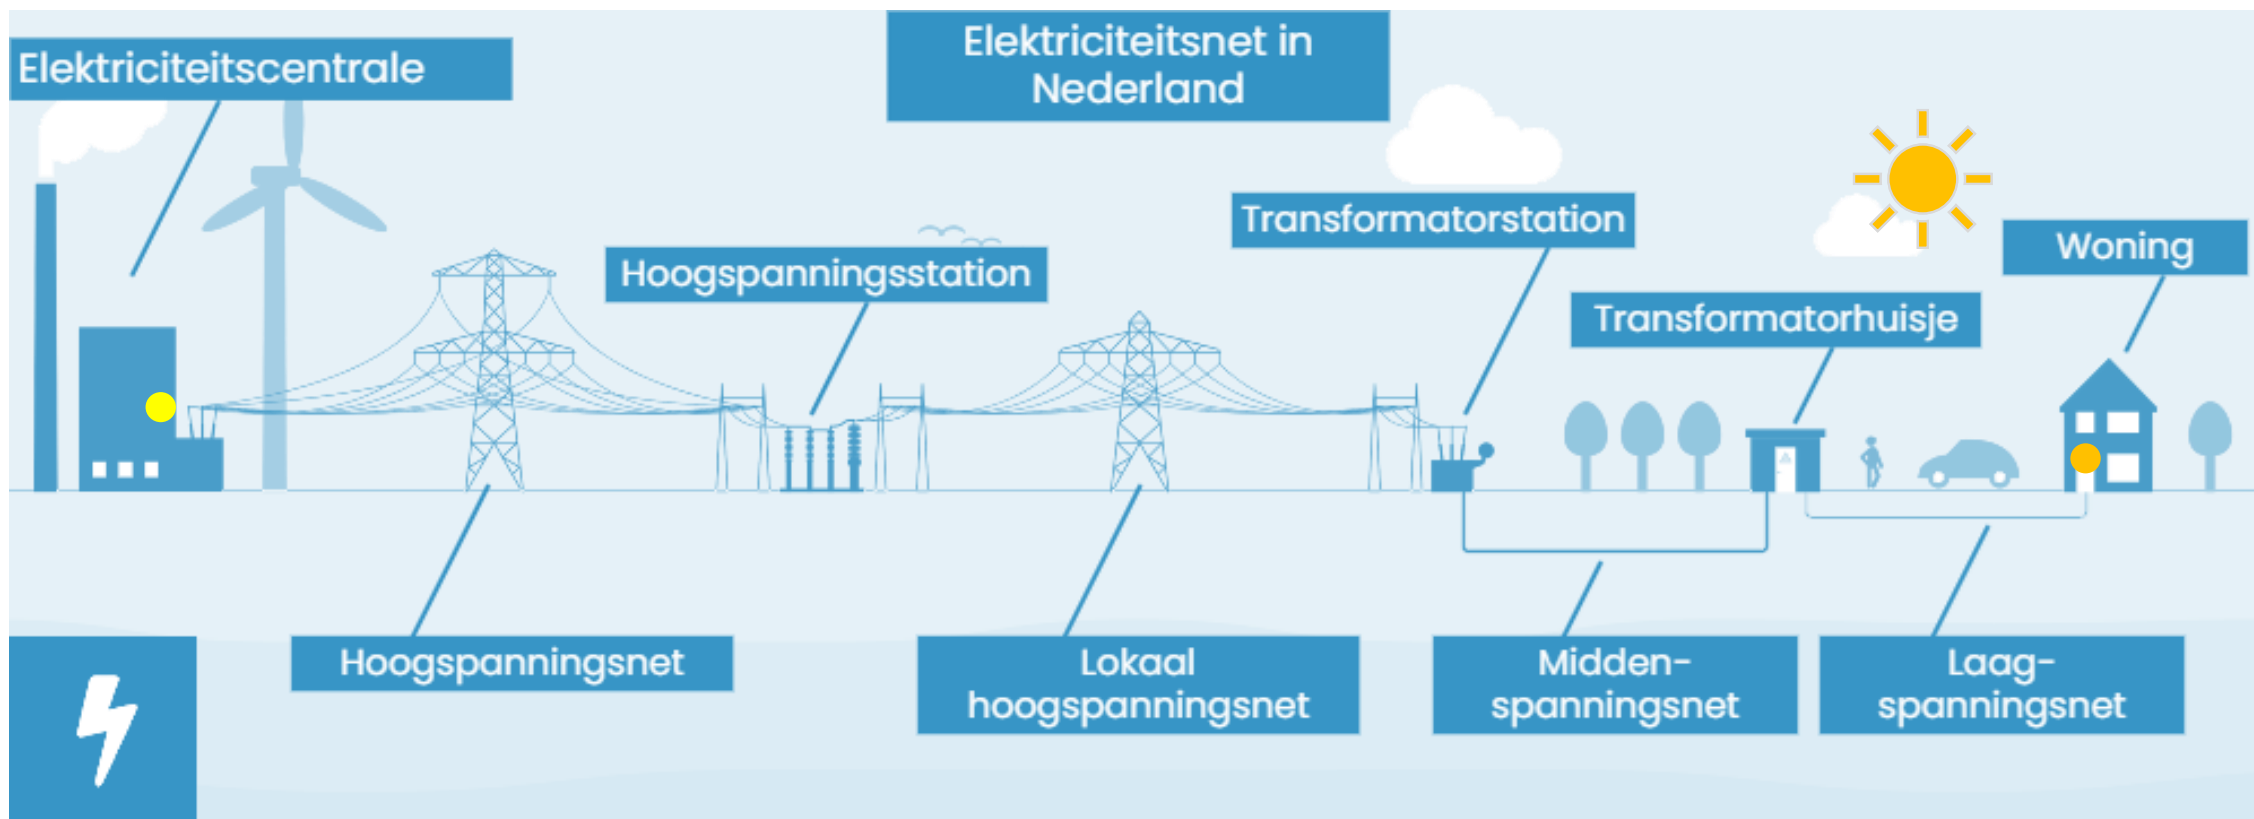 Elektriciteitsnet in
Nederland
Elektriciteitscentrale
Transformatorstation
Woning
Hoogspanningsstation
Transformatorhuisje
Hoogspanningsnet
Lokaal
hoogspanningsnet
Midden-
spanningsnet
Laag-
spanningsnet